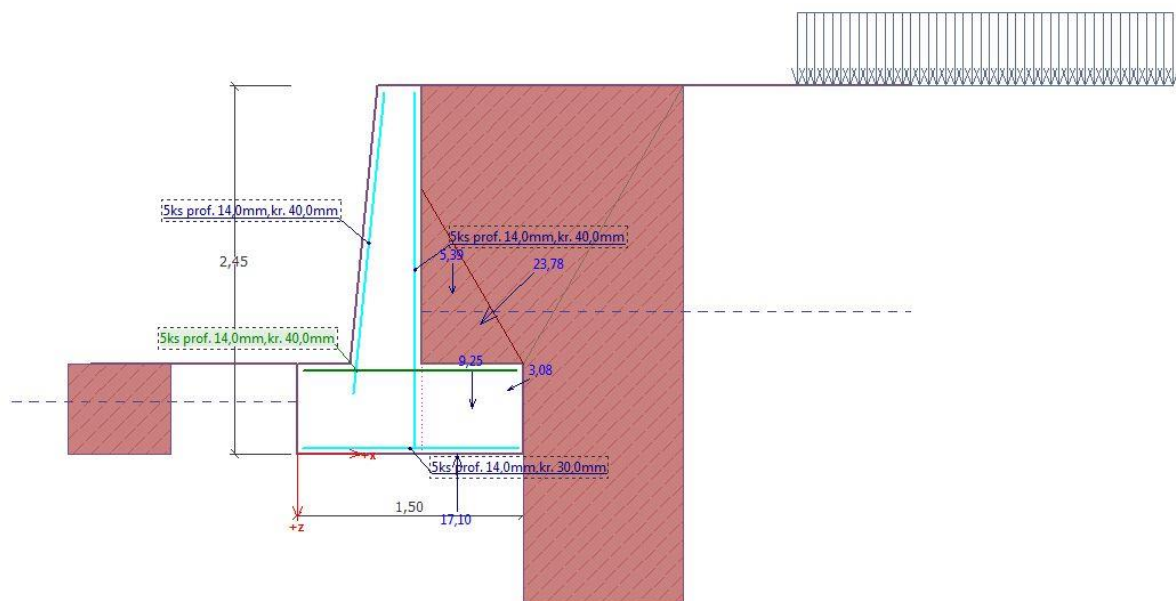 5ks prof. 14,0mm,kr. 40,0mm
5ks prof. 14,0mm,kr. 40,0mm
5,39
23,78
2,45
5ks prof. 14,0mm,kr. 40,0mm
9,25
3,08
+x
5ks prof. 14,0mm,kr. 30,0mm
1,50
17,10
+z